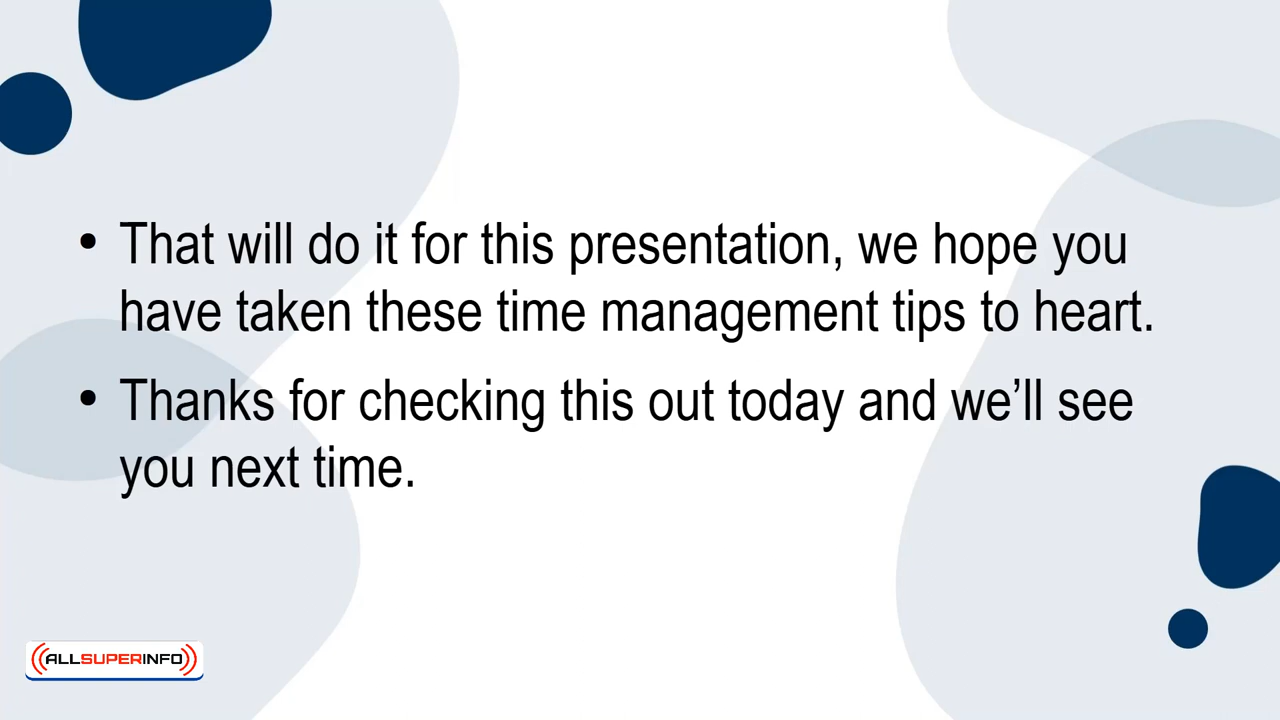 • That will do it for this presentation, we hope you
have taken these time management tips to heart.
• Thanks for checking this out today and we’ll see
you next time.
ALLSUPERINFO